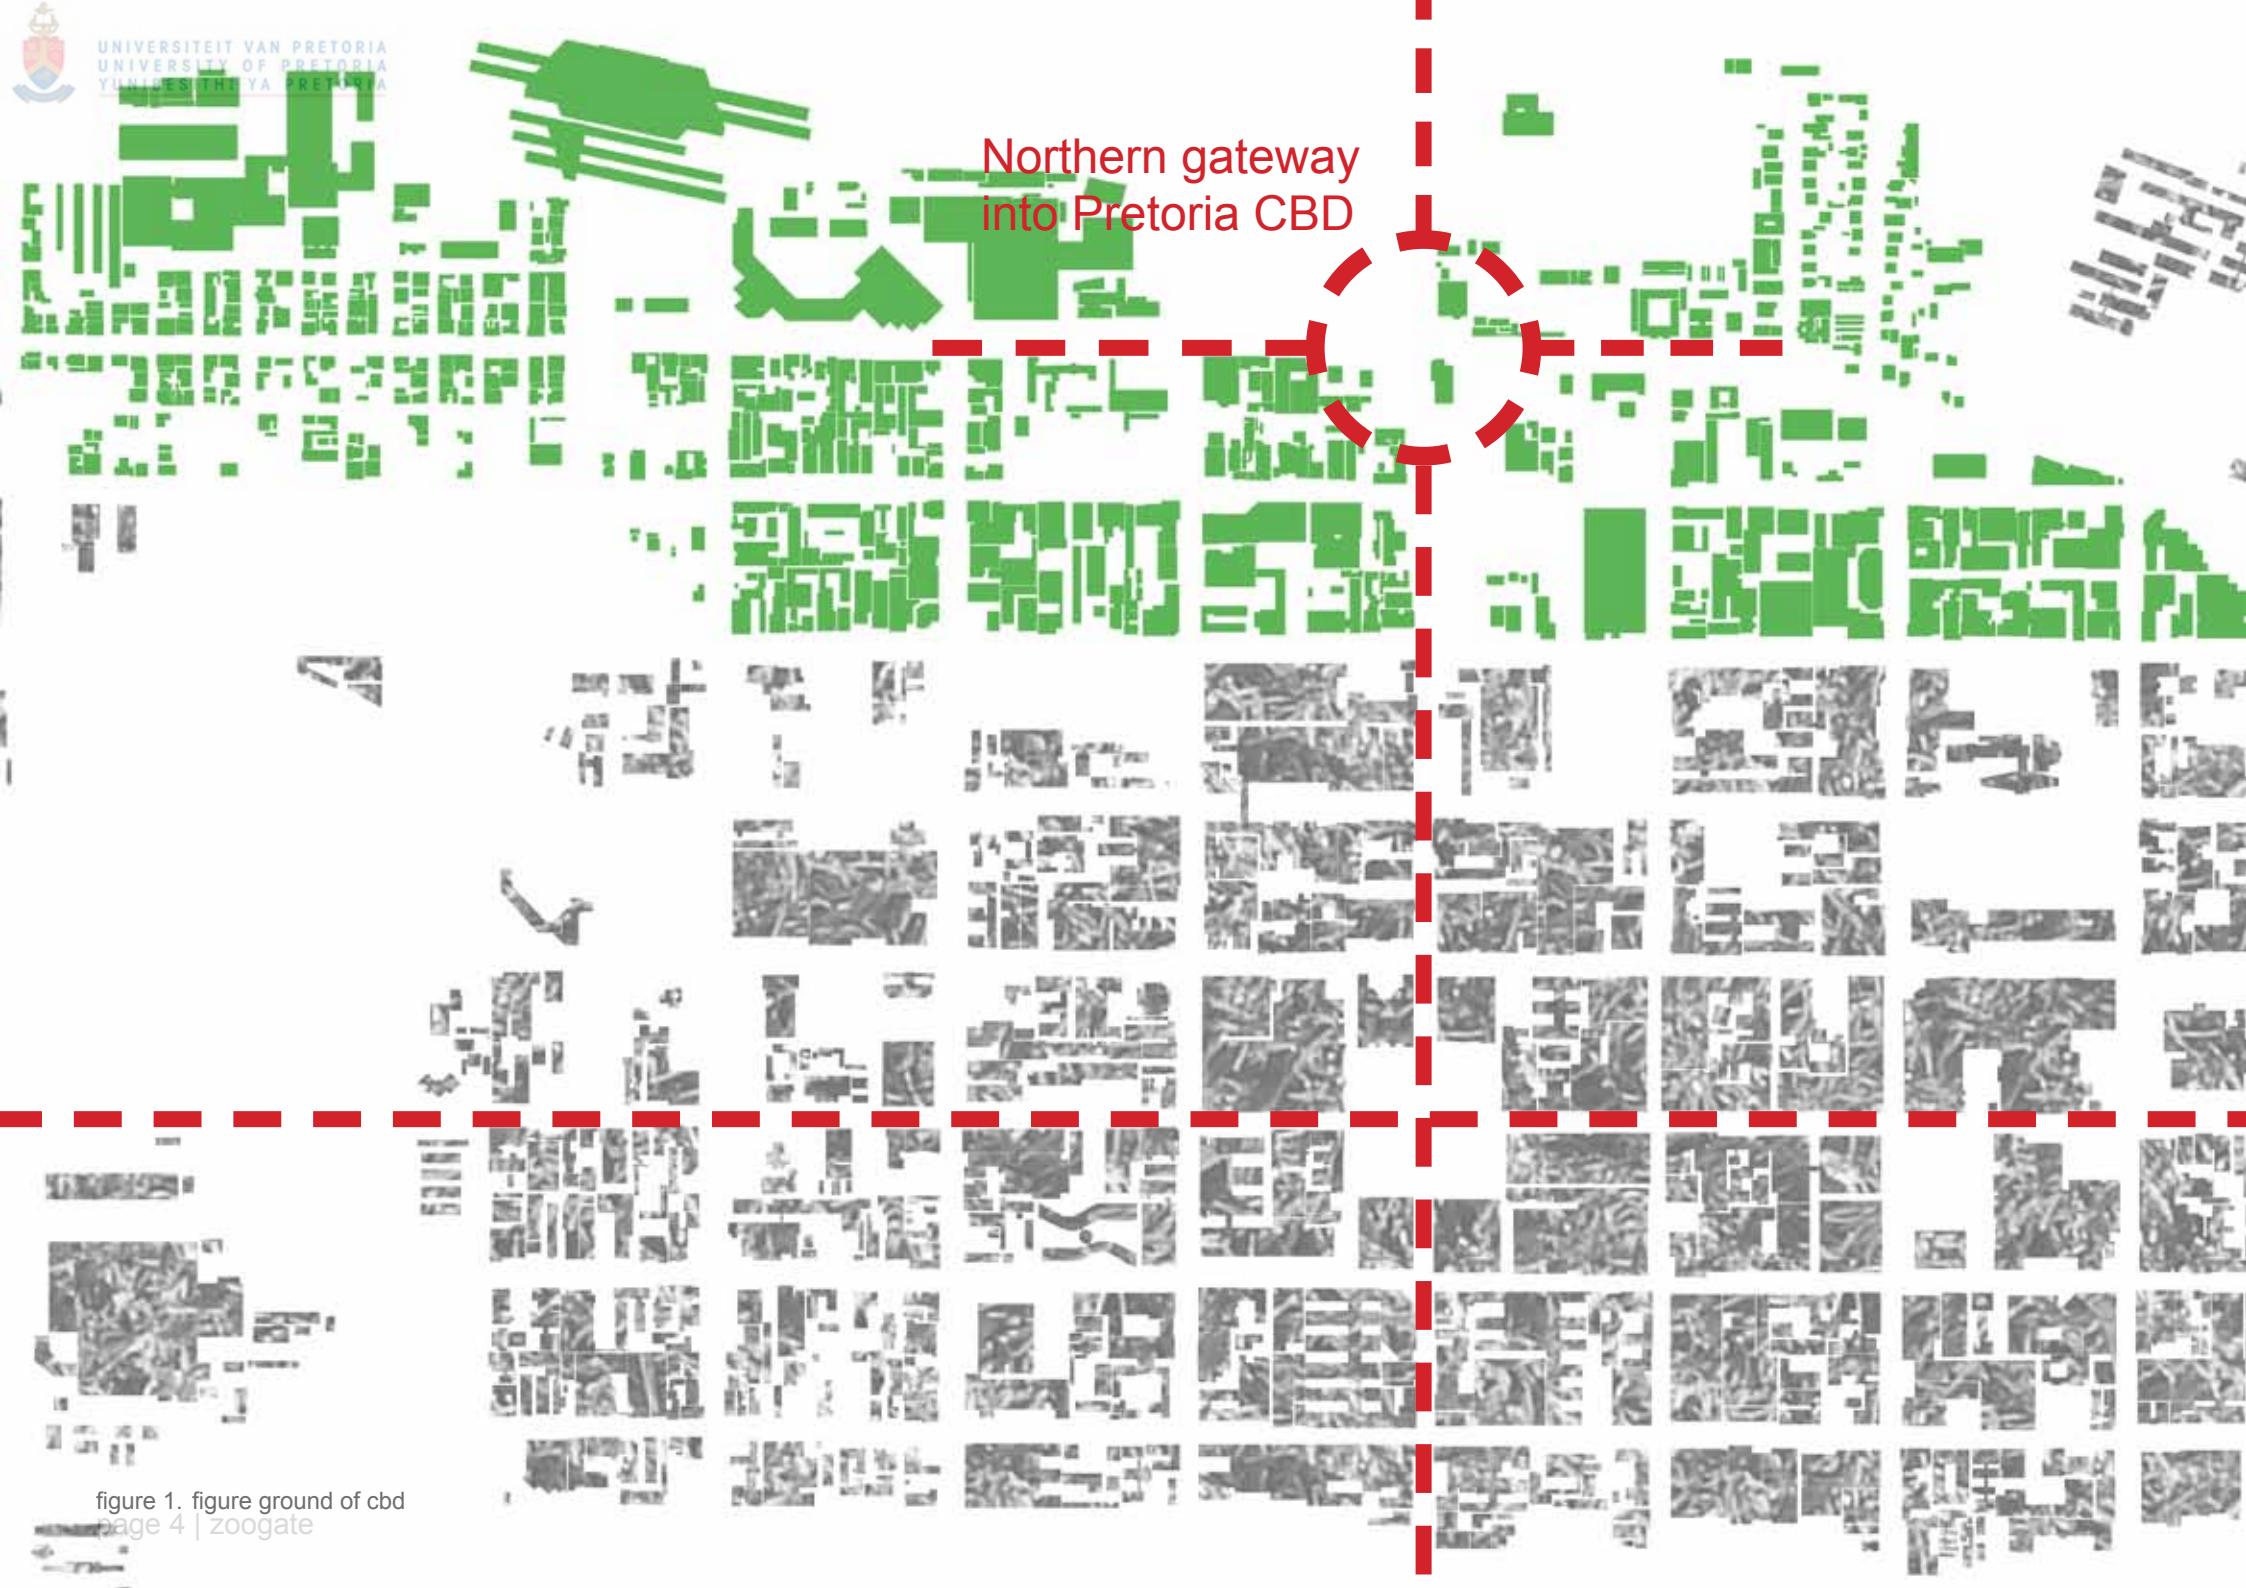 UNIVERSITEIT VAN PRETORIA
UNIVERSITY OF PRETORIA
YUNIBESITHI YA PRETORIA
Northern gateway
into Pretoria CBD
figure 1. figure ground of cbd
page 4 | zoogate